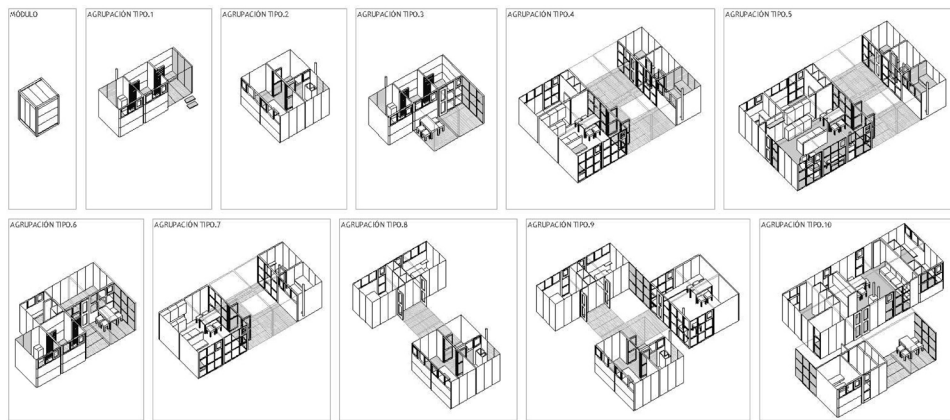 MÓDULO
AGRUPACIÓN TIPO.1
AGRUPACIÓN TIPO.2
AGRUPACIÓN TIPO.3
AGRUPACIÓN TIPO.4
AGRUPACIÓN TIPO.5
AGRUPACIÓN TIPO.6
AGRUPACIÓN TIPO.7
AGRUPACIÓN TIPO.8
AGRUPACIÓN TIPO.9
AGRUPACIÓN TIPO.10